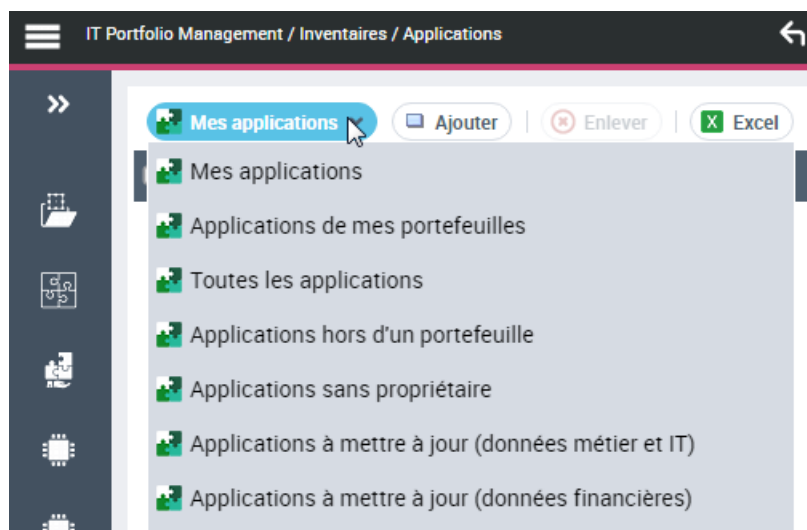 IT Portfolio Management / Inventaires / Applications
Mes applications Ajouter Enlever Excel
Mes applications
Applications de mes portefeuilles
Toutes les applications
Applications hors d'un portefeuille
Applications sans propriétaire
Applications à mettre à jour (données métier et IT)
Applications à mettre à jour (données financières)